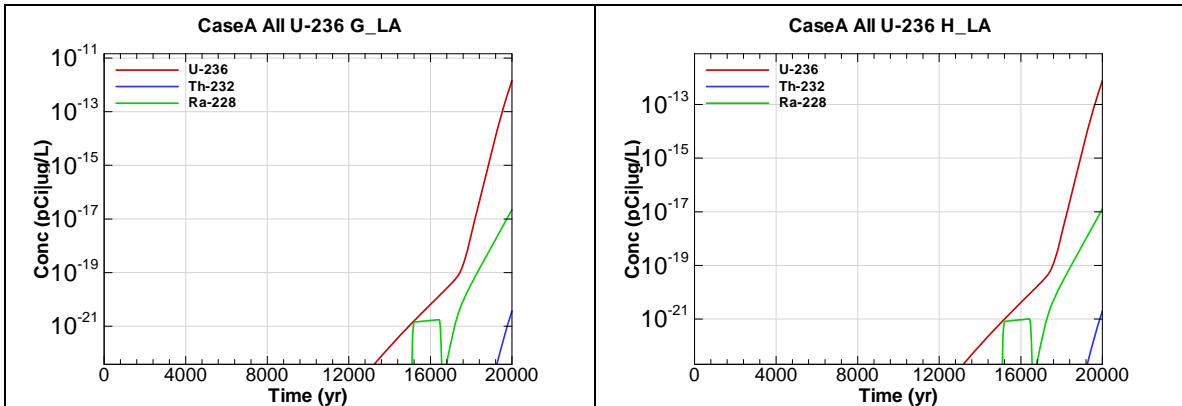 CaseA All U-236 G_LA
10-11
U-236
Th-232
Ra-228
10-13
10-15
10-17
10-19
10-21
Conc (pCi|ug/L)
0 4000 8000 12000 16000 20000
Time (yr)
CaseA All U-236 H_LA
U-236
Th-232
Ra-228
10-13
10-15
10-17
10-19
10-21
Conc (pCi|ug/L)
0 4000 8000 12000 16000 20000
Time (yr)